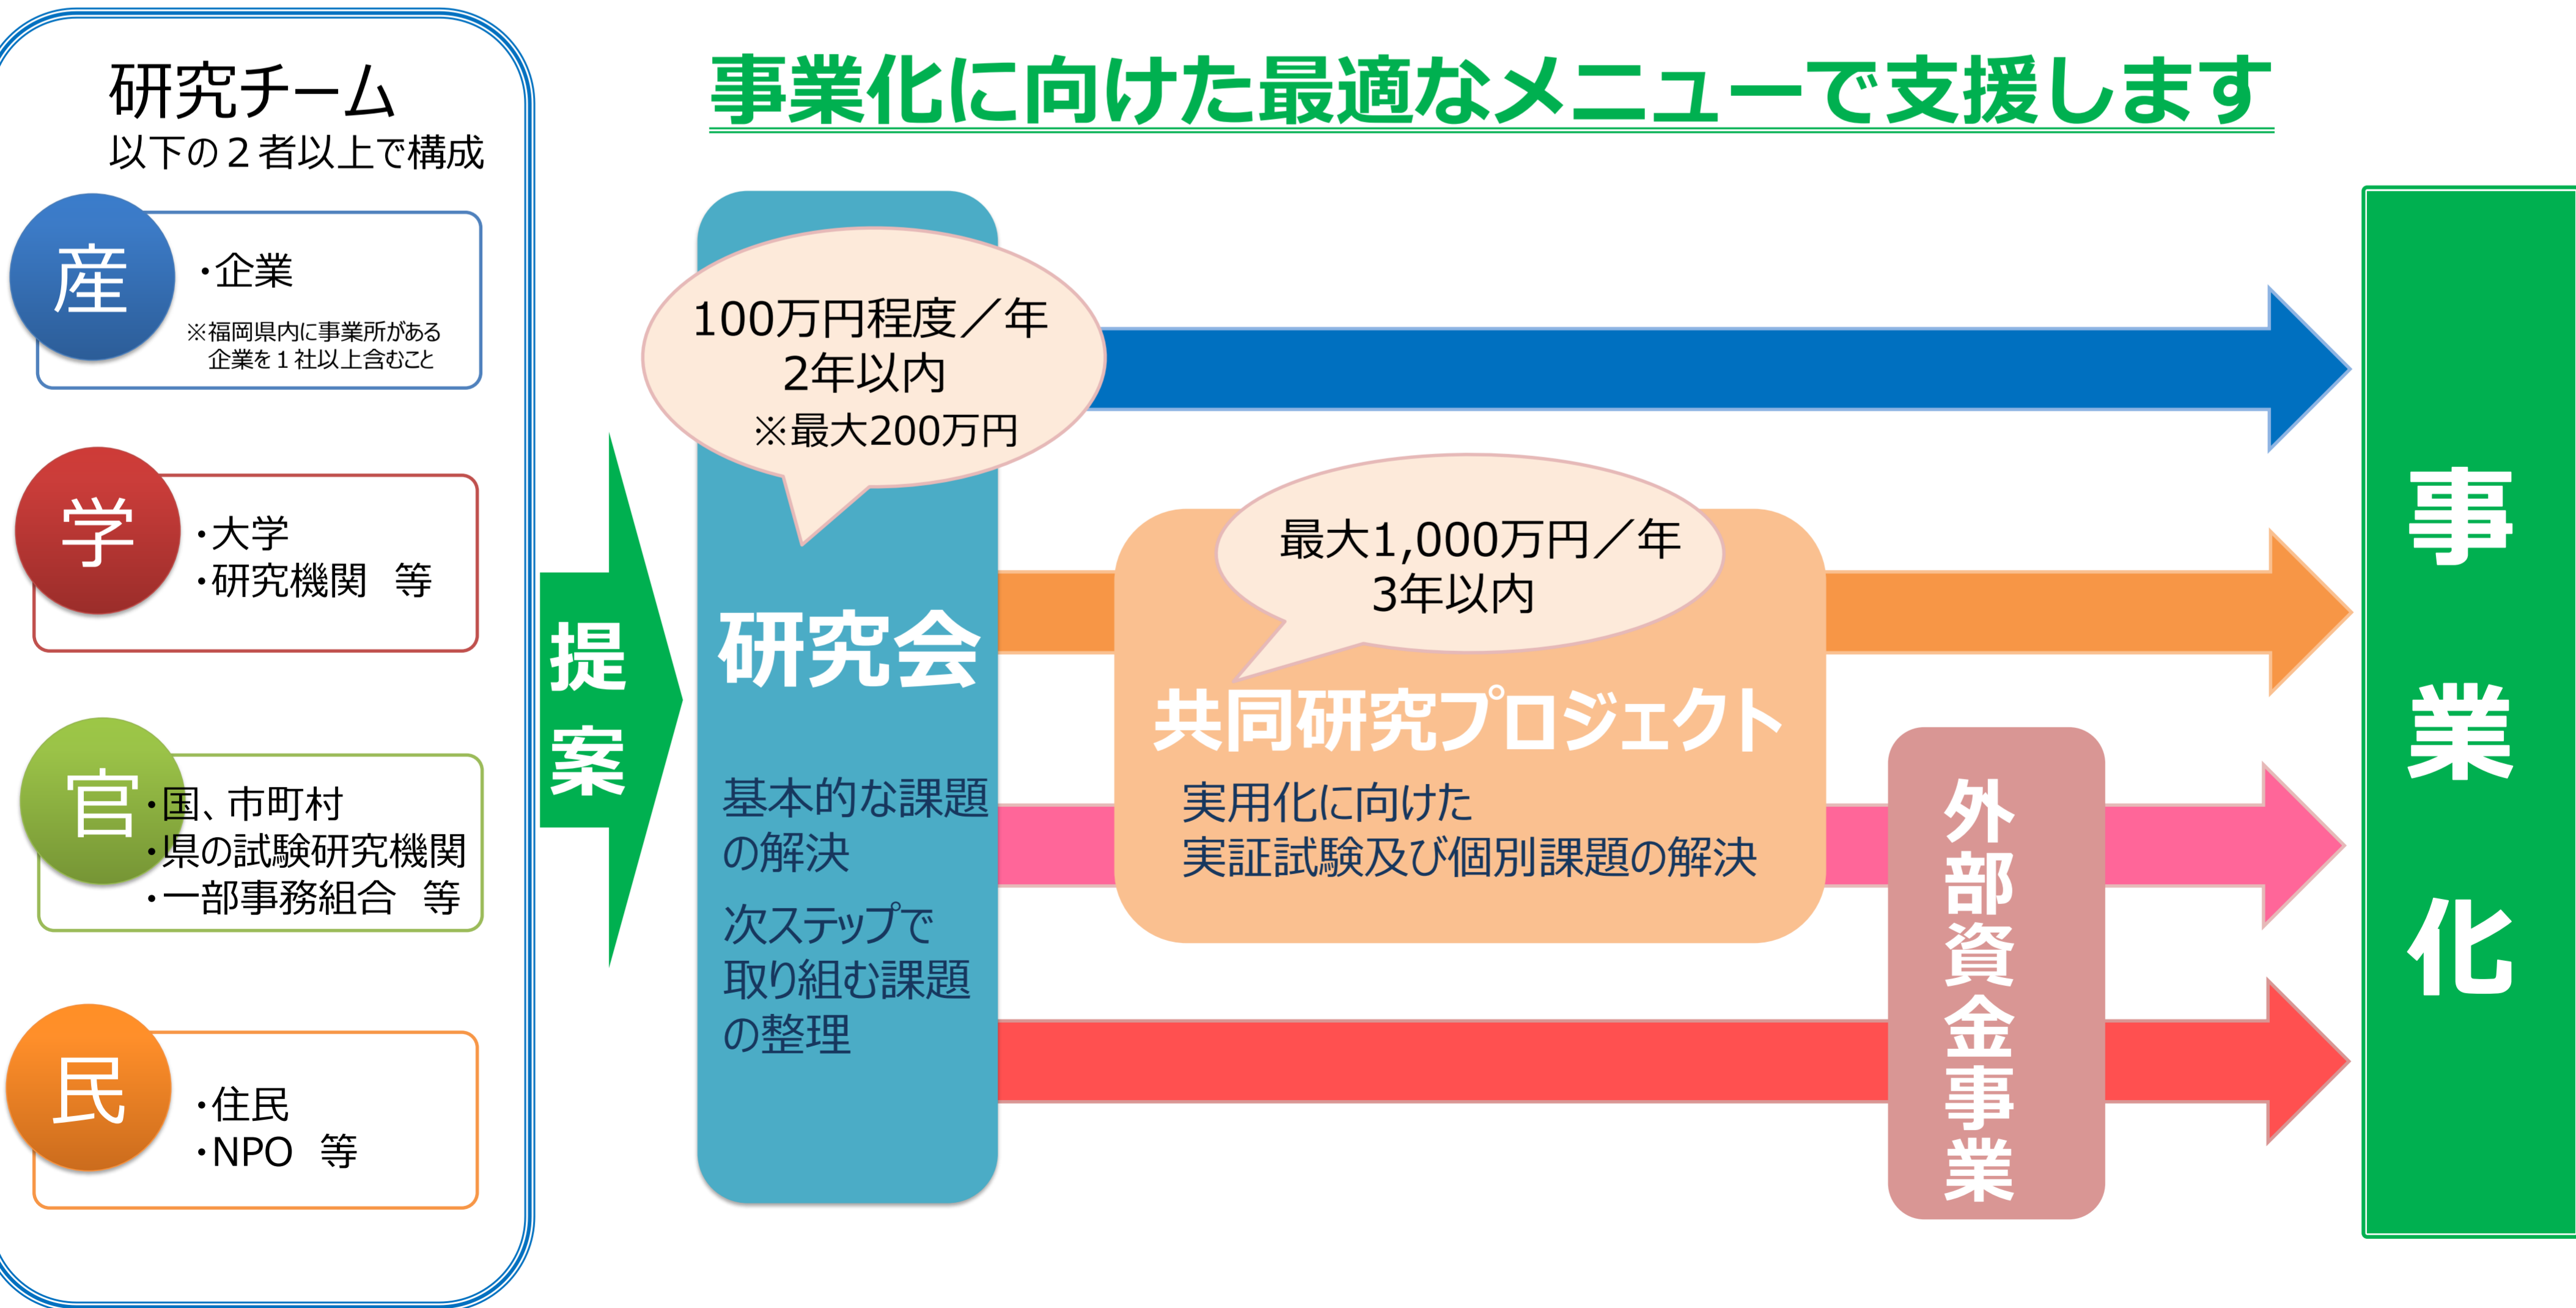 研究チーム
以下の２者以上で構成
産
・企業
※福岡県内に事業所がある
企業を１社以上含むこと
学
・大学
・研究機関　等
官
・国、市町村
・県の試験研究機関
・一部事務組合　等
民
・住民
・NPO　等
提
案
事業化に向けた最適なメニューで支援します
100万円程度／年
2年以内
※最大200万円
研究会
基本的な課題
の解決
次ステップで
取り組む課題
の整理
最大1,000万円／年
3年以内
共同研究プロジェクト
実用化に向けた
実証試験及び個別課題の解決
外部資金事業
事業化